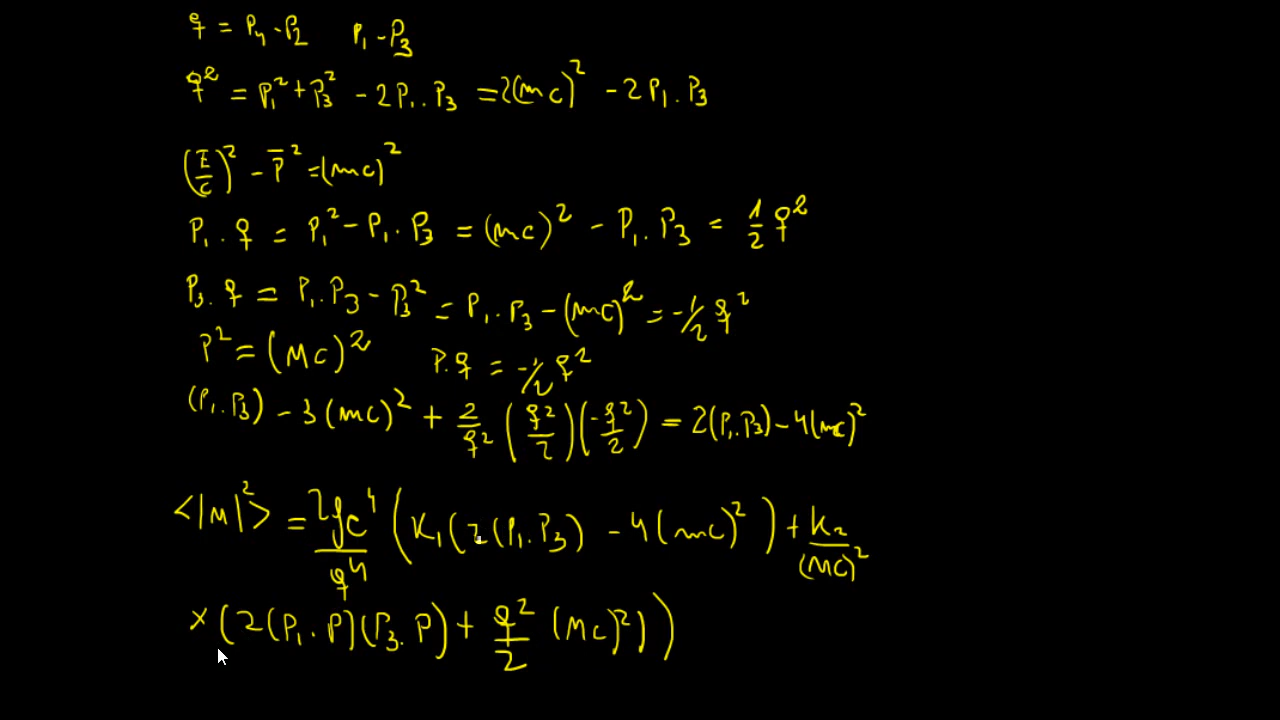 q = P₄ - P₂   P₁ - P₃
q² = P₁² + P₃² - 2P₁.P₃ = 2(mc)² - 2P₁.P₃
(E/c)² - P̄² = (mc)²
P₁.q = P₁² - P₁.P₃ = (mc)² - P₁.P₃ = 1/2 q²
P₃.q = P₁.P₃ - P₃² = P₁.P₃ - (mc)² = -1/2 q²
P² = (Mc)²   P.q = -1/2 q²
(P₁.P₃) - 3(mc)² + 2/q² (q²/2)(-q²/2) = 2(P₁.P₃) - 4(mc)²
<|M|²> = 2gc⁴/q⁴ (K₁(2(P₁.P₃) - 4(mc)²) + K₂/(Mc)²
× (2(P₁.P)(P₃.P) + q²/2 (Mc)²))